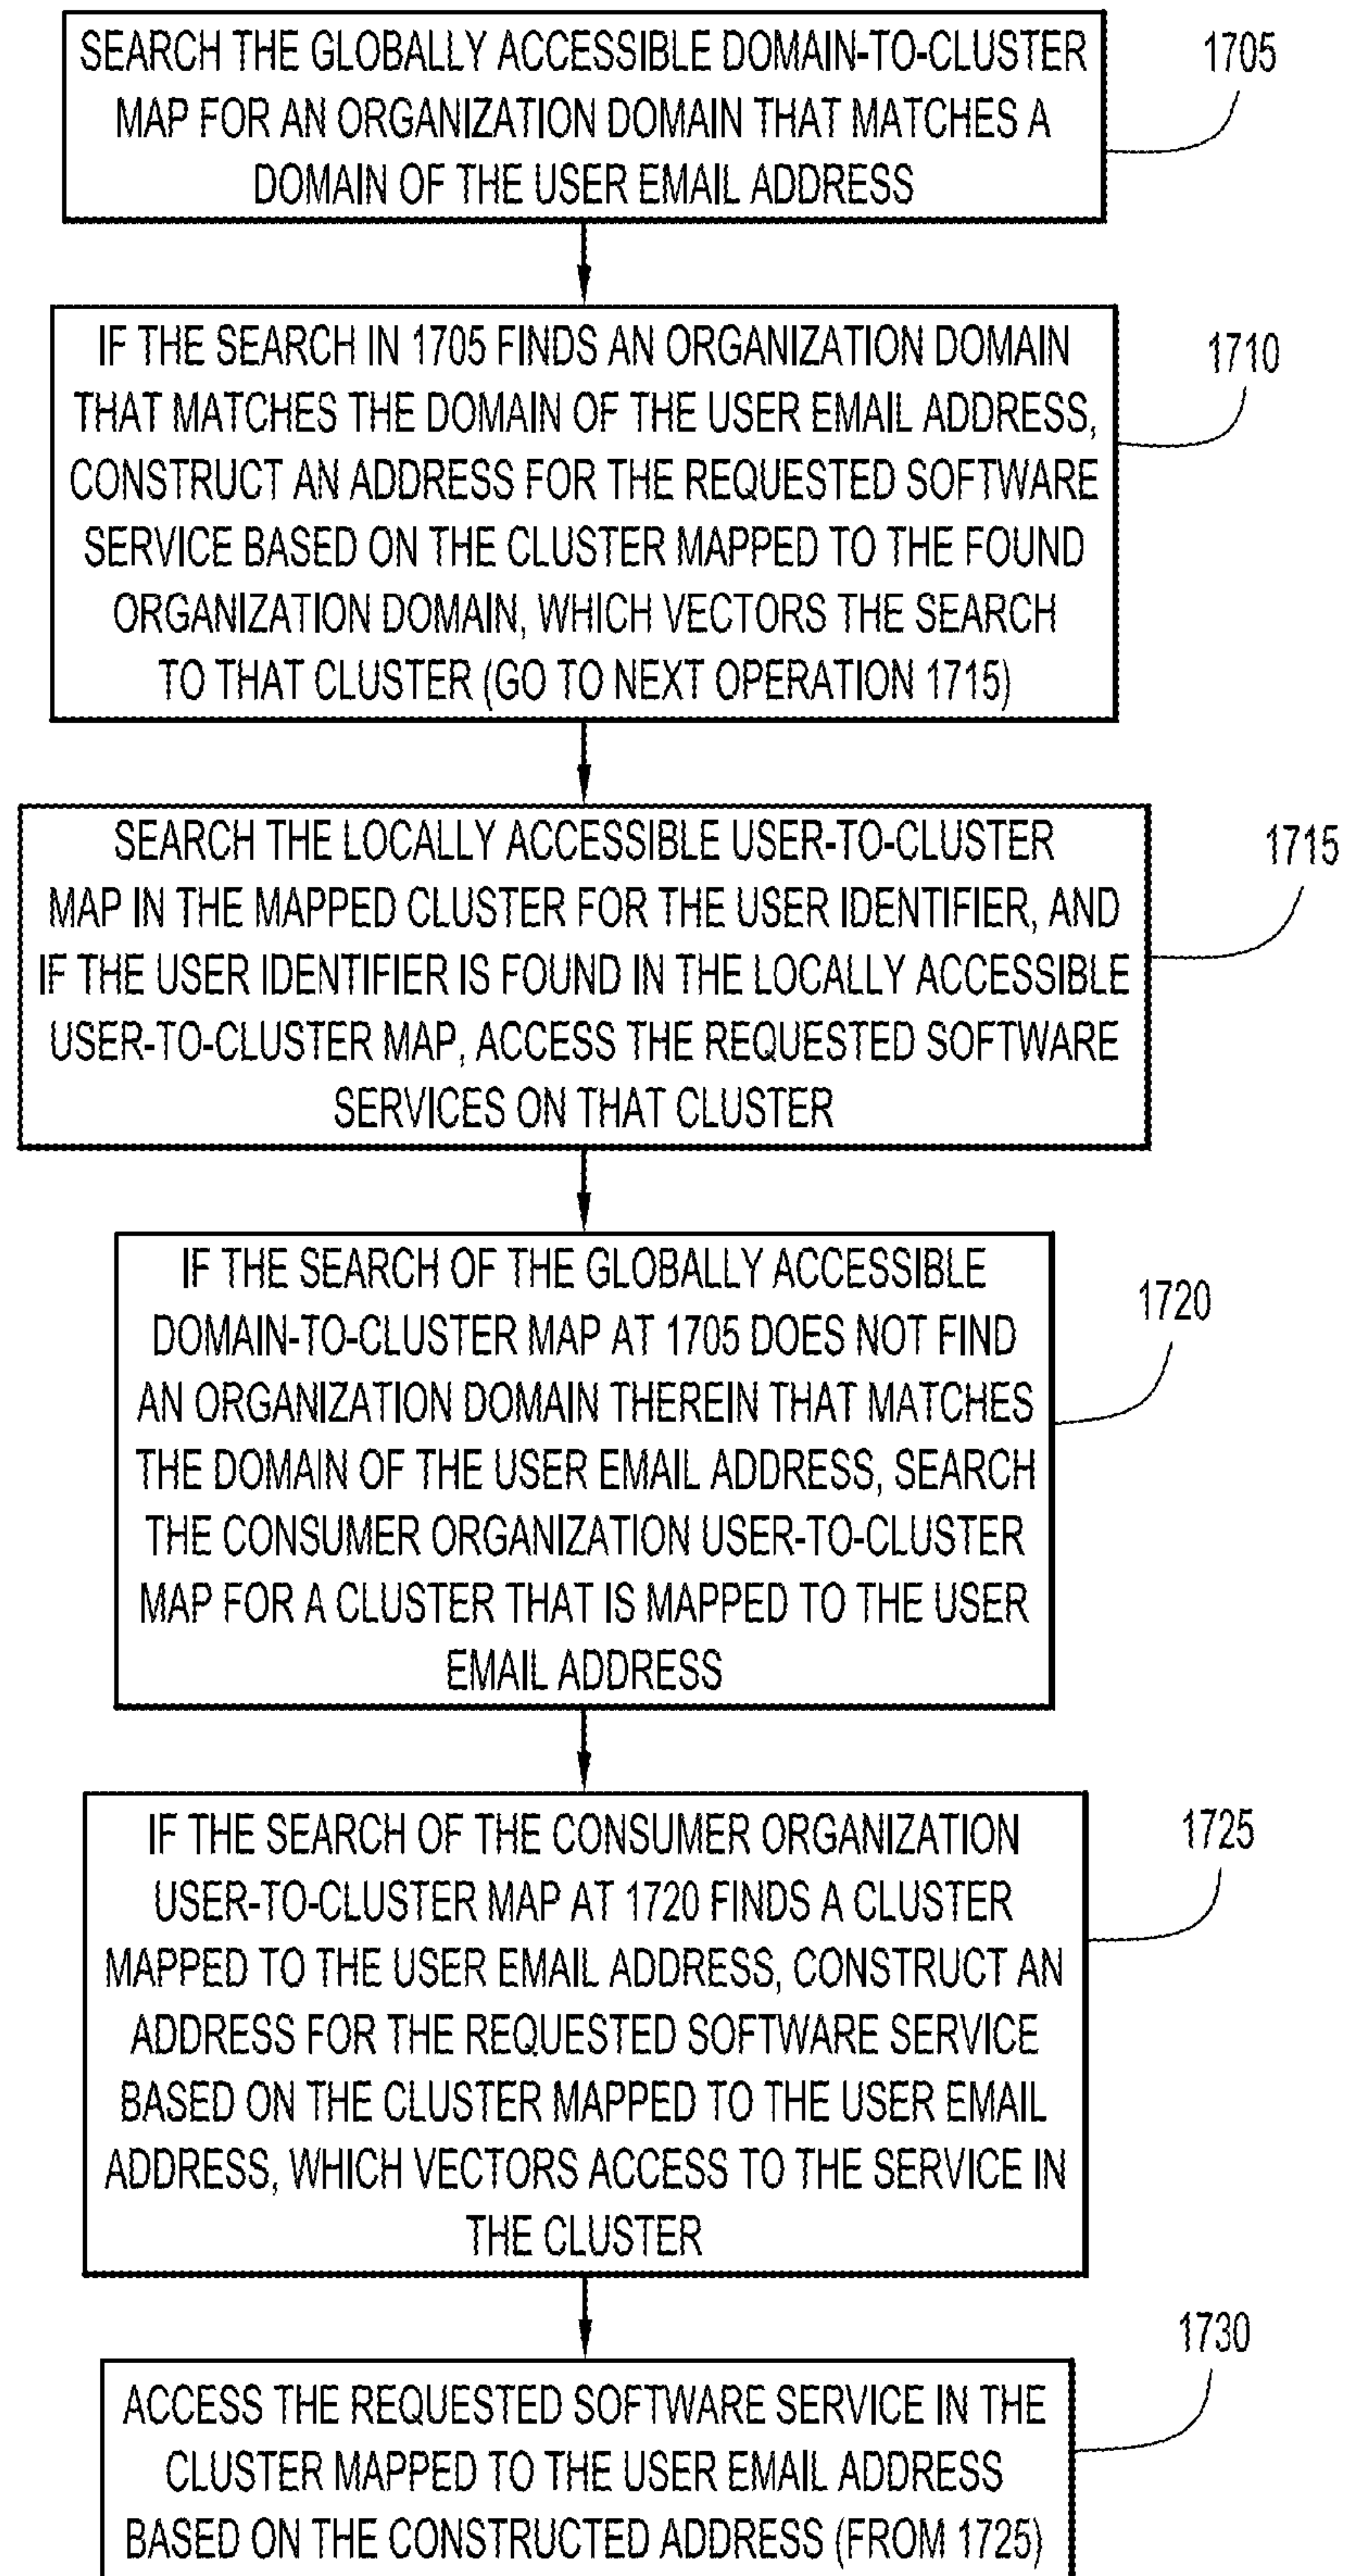 SEARCH THE GLOBALLY ACCESSIBLE DOMAIN-TO-CLUSTER
MAP FOR AN ORGANIZATION DOMAIN THAT MATCHES A
DOMAIN OF THE USER EMAIL ADDRESS
1705
IF THE SEARCH IN 1705 FINDS AN ORGANIZATION DOMAIN
THAT MATCHES THE DOMAIN OF THE USER EMAIL ADDRESS,
CONSTRUCT AN ADDRESS FOR THE REQUESTED SOFTWARE
SERVICE BASED ON THE CLUSTER MAPPED TO THE FOUND
ORGANIZATION DOMAIN, WHICH VECTORS THE SEARCH
TO THAT CLUSTER (GO TO NEXT OPERATION 1715)
1710
SEARCH THE LOCALLY ACCESSIBLE USER-TO-CLUSTER
MAP IN THE MAPPED CLUSTER FOR THE USER IDENTIFIER, AND
IF THE USER IDENTIFIER IS FOUND IN THE LOCALLY ACCESSIBLE
USER-TO-CLUSTER MAP, ACCESS THE REQUESTED SOFTWARE
SERVICES ON THAT CLUSTER
1715
IF THE SEARCH OF THE GLOBALLY ACCESSIBLE
DOMAIN-TO-CLUSTER MAP AT 1705 DOES NOT FIND
AN ORGANIZATION DOMAIN THEREIN THAT MATCHES
THE DOMAIN OF THE USER EMAIL ADDRESS, SEARCH
THE CONSUMER ORGANIZATION USER-TO-CLUSTER
MAP FOR A CLUSTER THAT IS MAPPED TO THE USER
EMAIL ADDRESS
1720
IF THE SEARCH OF THE CONSUMER ORGANIZATION
USER-TO-CLUSTER MAP AT 1720 FINDS A CLUSTER
MAPPED TO THE USER EMAIL ADDRESS, CONSTRUCT AN
ADDRESS FOR THE REQUESTED SOFTWARE SERVICE
BASED ON THE CLUSTER MAPPED TO THE USER EMAIL
ADDRESS, WHICH VECTORS ACCESS TO THE SERVICE IN
THE CLUSTER
1725
ACCESS THE REQUESTED SOFTWARE SERVICE IN THE
CLUSTER MAPPED TO THE USER EMAIL ADDRESS
BASED ON THE CONSTRUCTED ADDRESS (FROM 1725)
1730